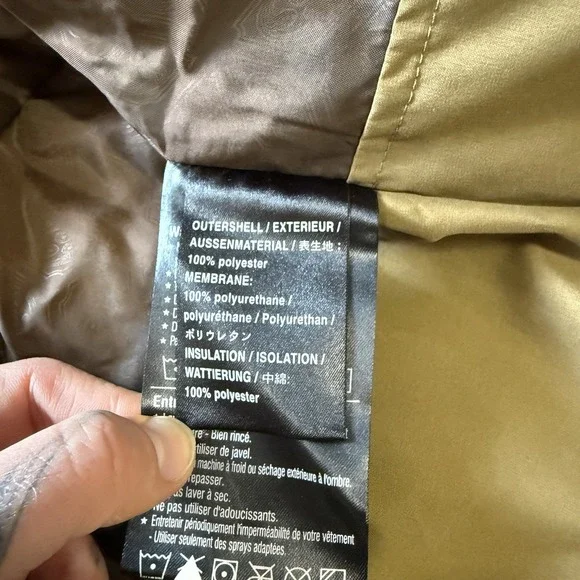 OUTERSHELL / EXTERIEUR /
AUSSENMATERIAL / 表生地 :
100% polyester
MEMBRANE:
100% polyurethane /
polyuréthane / Polyurethan /
ポリウレタン
INSULATION / ISOLATION /
WATTIERUNG / 中綿:
100% polyester
- Bien rincé.
utiliser de javel.
machine à froid ou séchage extérieure à l'ombre.
repasser.
laver à sec.
Ne pas utiliser d'adoucissants.
★ Entretenir périodiquement l'imperméabilité de votre vêtement
- Utiliser seulement des sprays adaptées.